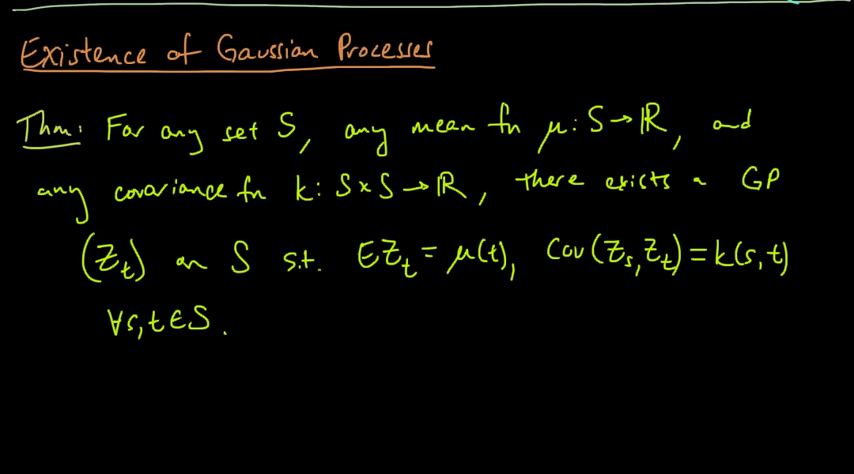 Existence of Gaussian Processes
Thm: For any set S, any mean fn μ: S→ℝ, and
any covariance fn k: S×S→ℝ, there exists a GP
(Z_t) on S s.t. EZ_t = μ(t), Cov(Z_s, Z_t) = k(s, t)
∀s, t ∈ S.